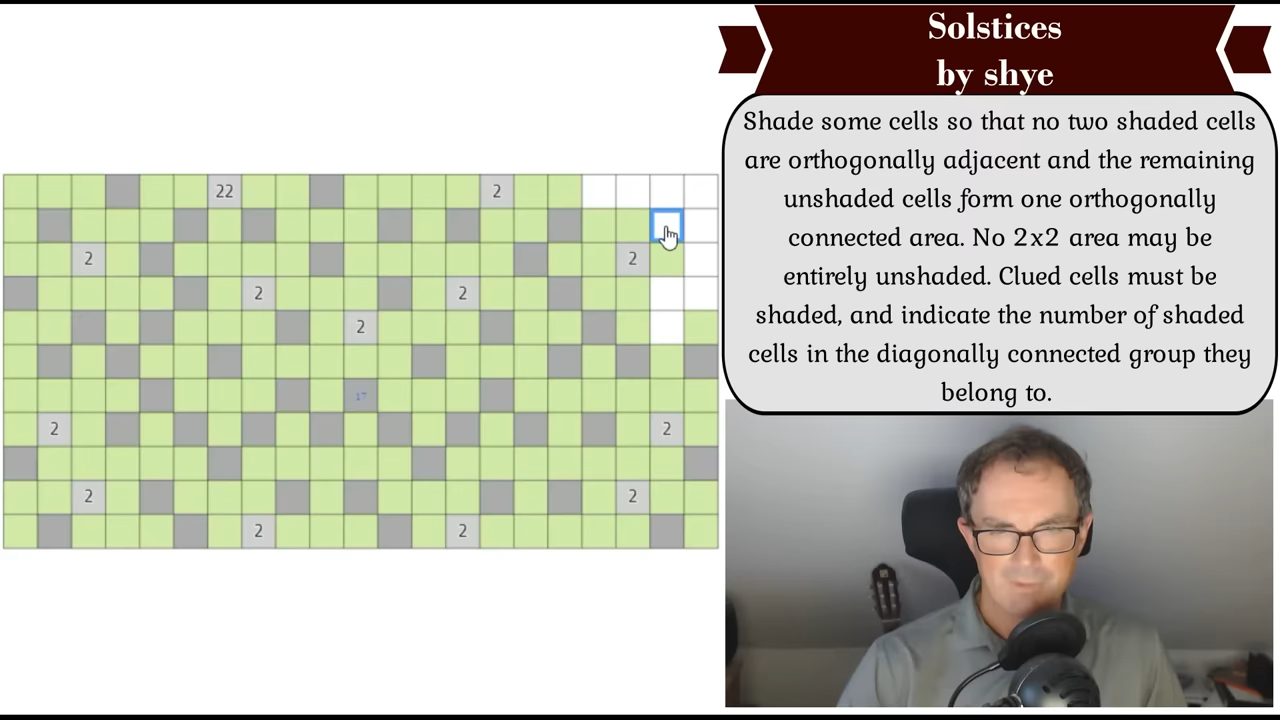 Solstices
by shye
Shade some cells so that no two shaded cells
are orthogonally adjacent and the remaining
unshaded cells form one orthogonally
connected area. No 2x2 area may be
entirely unshaded. Clued cells must be
shaded, and indicate the number of shaded
cells in the diagonally connected group they
belong to.
22 2
2 2
2 2
2
17
2 2
2 2
2 2